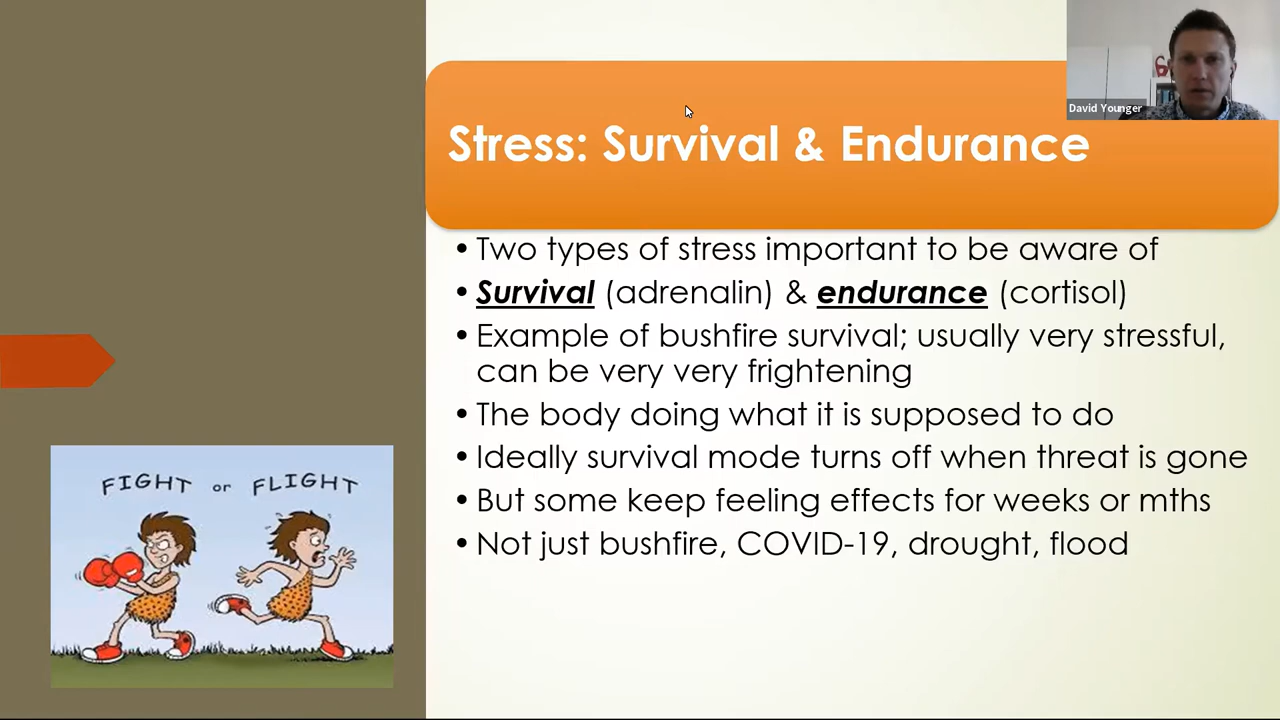 David Younger
Stress: Survival & Endurance
• Two types of stress important to be aware of
• Survival (adrenalin) & endurance (cortisol)
• Example of bushfire survival; usually very stressful,
can be very very frightening
• The body doing what it is supposed to do
• Ideally survival mode turns off when threat is gone
• But some keep feeling effects for weeks or mths
• Not just bushfire, COVID-19, drought, flood
FIGHT or FLIGHT